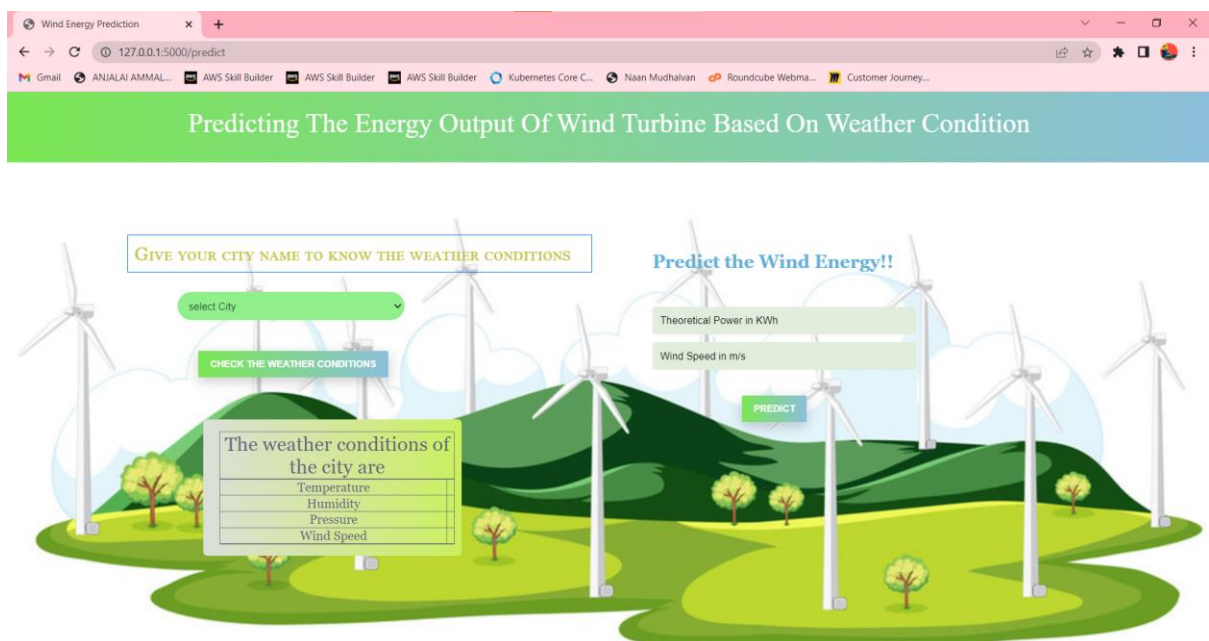 Wind Energy Prediction
127.0.0.1:5000/predict
Gmail ANJALAI AMMAL... AWS Skill Builder AWS Skill Builder AWS Skill Builder Kubernetes Core C... Naan Mudhalvan Roundcube Webma... Customer Journey...
Predicting The Energy Output Of Wind Turbine Based On Weather Condition
Give your city name to know the weather conditions
select City
CHECK THE WEATHER CONDITIONS
The weather conditions of
the city are
Temperature
Humidity
Pressure
Wind Speed
Predict the Wind Energy!!
Theoretical Power in KWh
Wind Speed in m/s
PREDICT